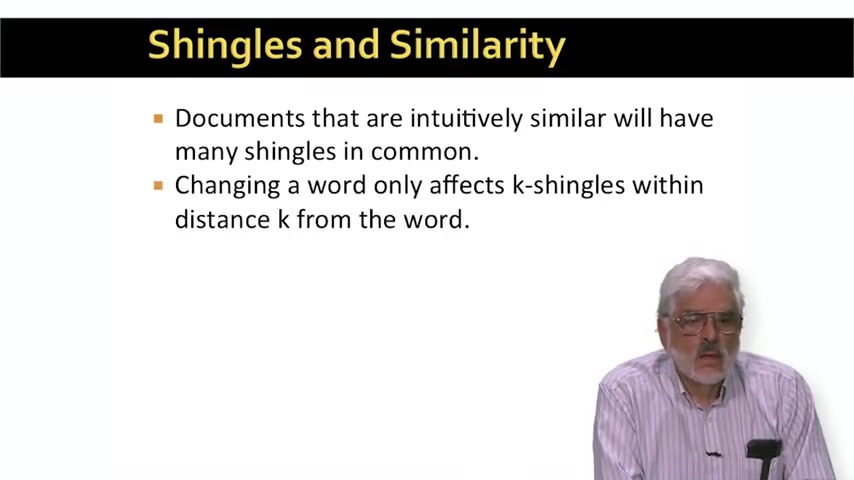 Shingles and Similarity
Documents that are intuitively similar will have
many shingles in common.
Changing a word only affects k-shingles within
distance k from the word.